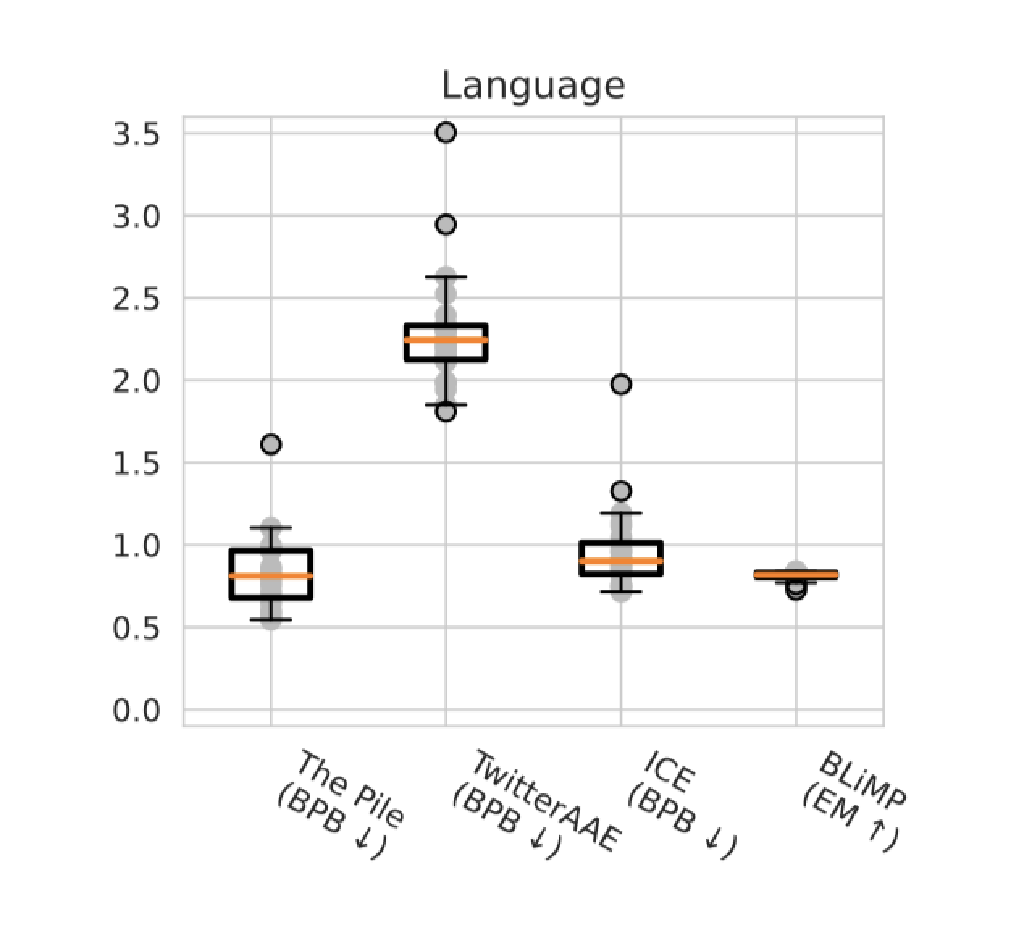 Language
3.5
3.0
2.5
2.0
1.5
1.0
0.5
0.0
The Pile
(BPB ↓)
TwitterAAE
(BPB ↓)
ICE
(BPB ↓)
BLiMP
(EM ↑)